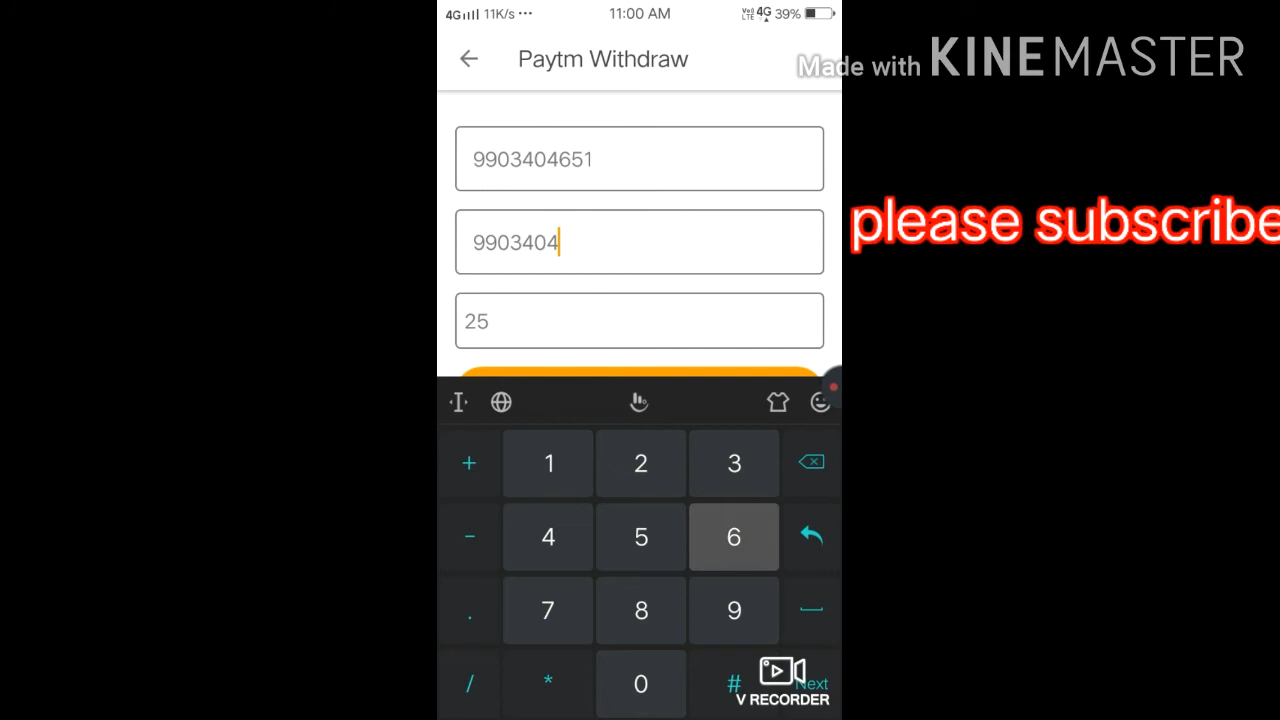 4G 11K/s ··· 11:00 AM VoLTE 4G 39%
← Paytm Withdraw
Made with KINEMASTER
9903404651
please subscribe
9903404
25
+ 1 2 3
- 4 5 6
. 7 8 9
/ * 0 # Next
V RECORDER